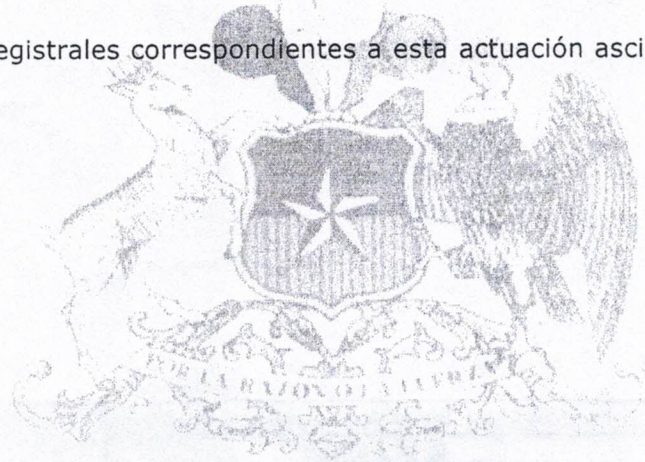 egistrales correspondientes a esta actuación asci
POR LA RAZON O LA FUERZA